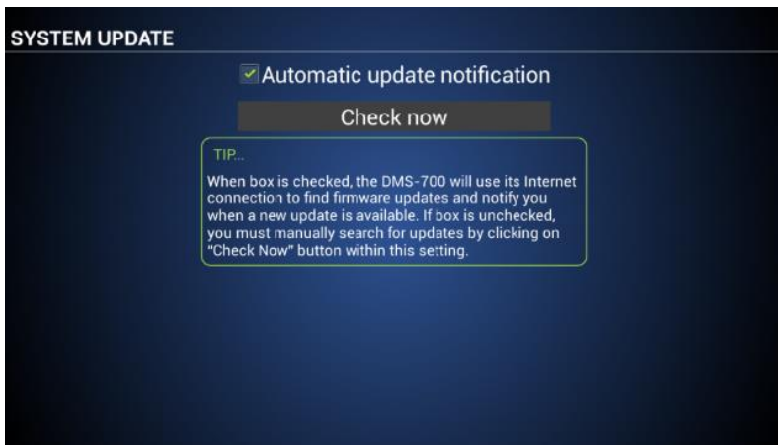 SYSTEM UPDATE
Automatic update notification
Check now
TIP...
When box is checked, the DMS-700 will use its Internet
connection to find firmware updates and notify you
when a new update is available. If box is unchecked,
you must manually search for updates by clicking on
"Check Now" button within this setting.